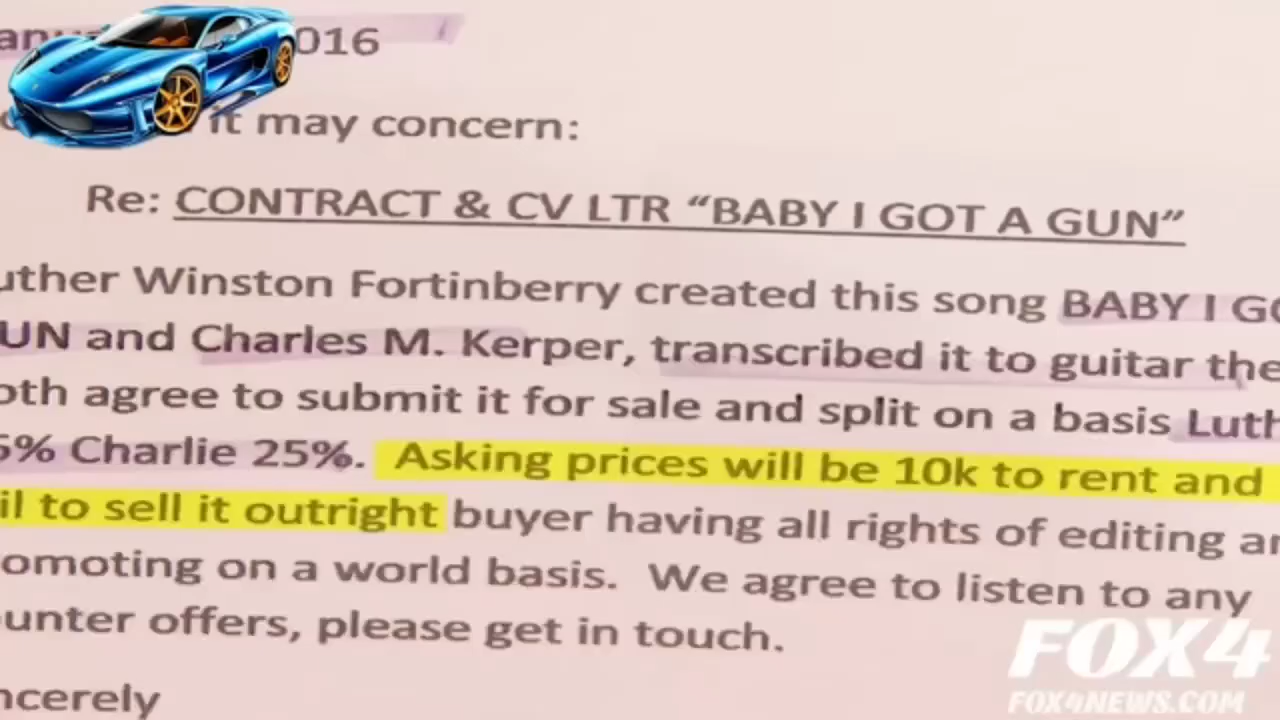 2016
it may concern:
Re: CONTRACT & CV LTR “BABY I GOT A GUN”
uther Winston Fortinberry created this song BABY I GO
UN and Charles M. Kerper, transcribed it to guitar the
oth agree to submit it for sale and split on a basis Luth
5% Charlie 25%. Asking prices will be 10k to rent and
il to sell it outright buyer having all rights of editing an
omoting on a world basis. We agree to listen to any
unter offers, please get in touch.
ncerely
FOX4
FOX4NEWS.COM